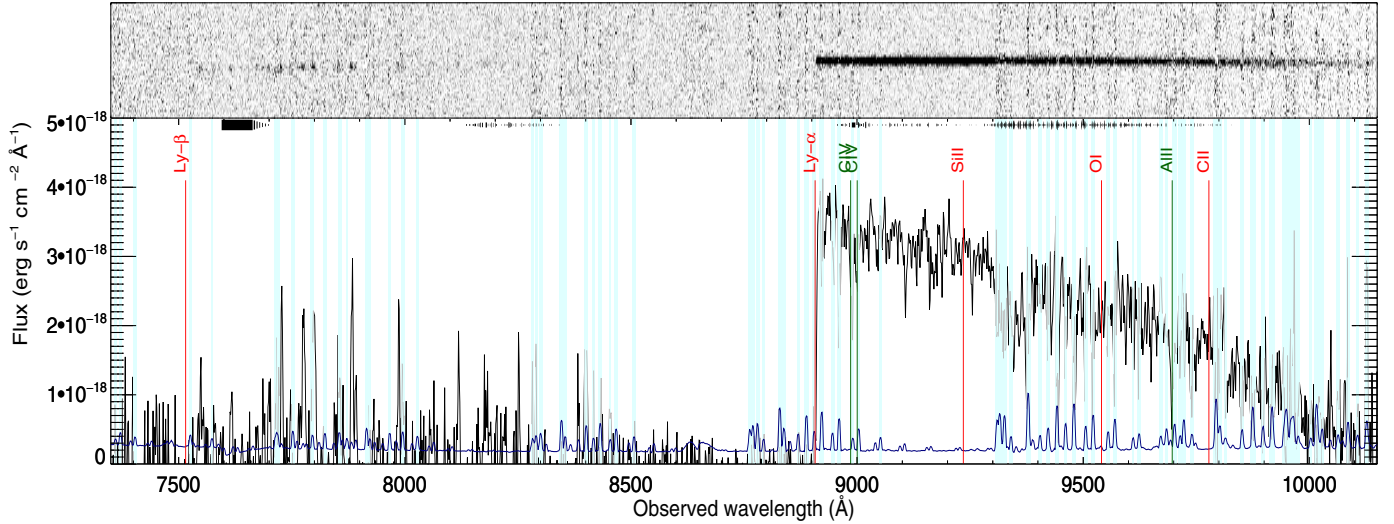 5•10⁻¹⁸
4•10⁻¹⁸
3•10⁻¹⁸
2•10⁻¹⁸
1•10⁻¹⁸
0
Flux (erg s⁻¹ cm⁻² Å⁻¹)
Ly-β
Ly-α
CIV
CIV
SiII
OI
AlII
CII
7500 8000 8500 9000 9500 10000
Observed wavelength (Å)